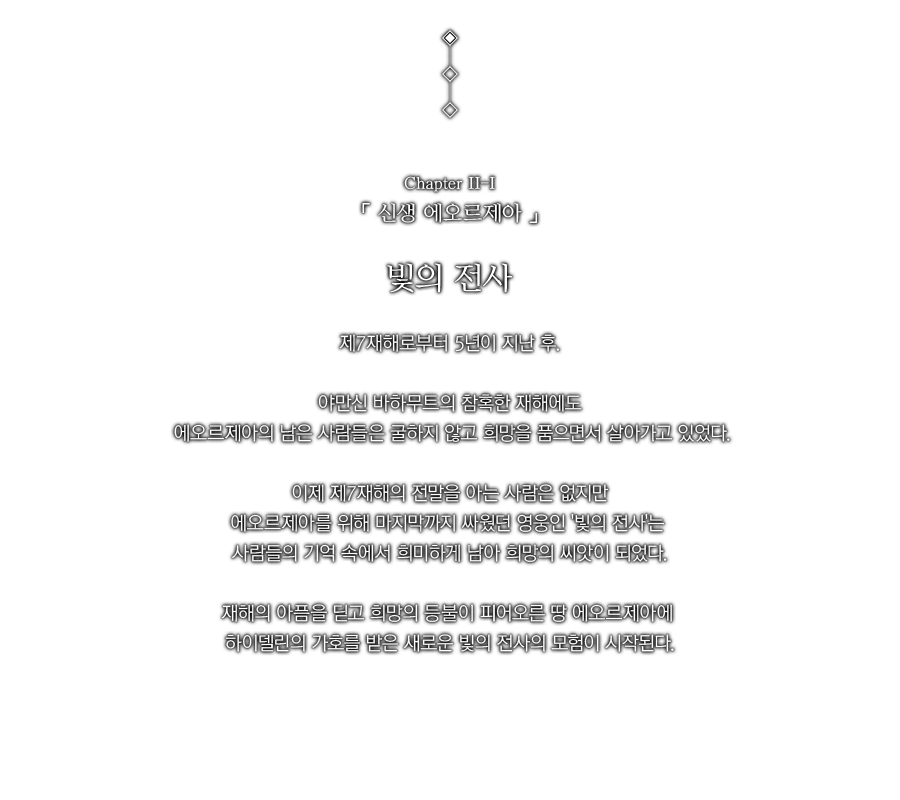 Chapter II-I
「 신생 에오르제아 」
빛의 전사
제7재해로부터 5년이 지난 후.
야만신 바하무트의 참혹한 재해에도
에오르제아의 남은 사람들은 굴하지 않고 희망을 품으면서 살아가고 있었다.
이제 제7재해의 전말을 아는 사람은 없지만
에오르제아를 위해 마지막까지 싸웠던 영웅인 '빛의 전사'는
사람들의 기억 속에서 희미하게 남아 희망의 씨앗이 되었다.
재해의 아픔을 딛고 희망의 등불이 피어오른 땅 에오르제아에
하이델린의 가호를 받은 새로운 빛의 전사의 모험이 시작된다.